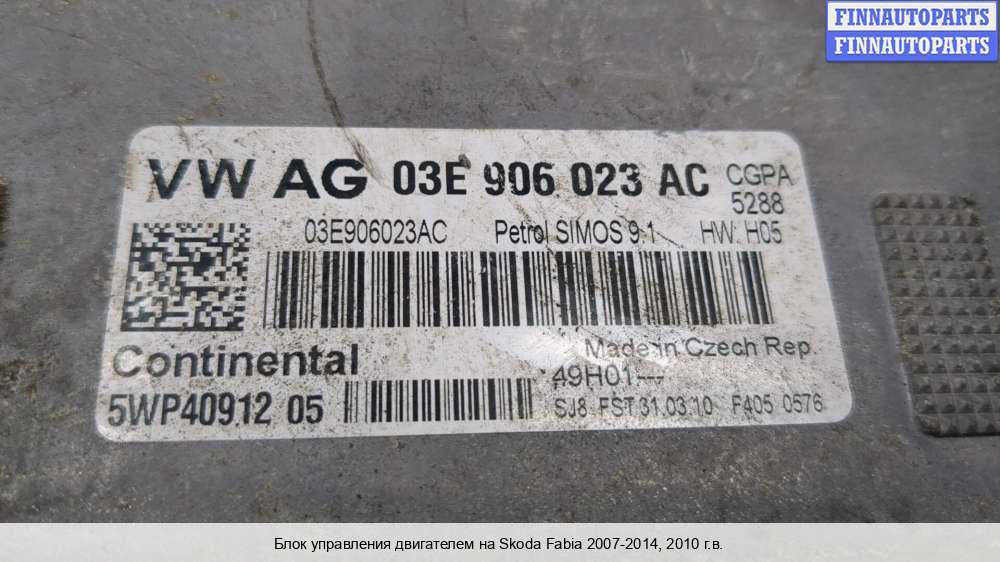 FINNAUTOPARTS
FINNAUTOPARTS
VW AG 03E 906 023 AC CGPA
5288
03E906023AC Petrol SIMOS 9.1 HW: H05
Continental Made in Czech Rep.
49H01---
5WP40912 05 SJ8 FST 31.03.10 F405 0576
Блок управления двигателем на Skoda Fabia 2007-2014, 2010 г.в.